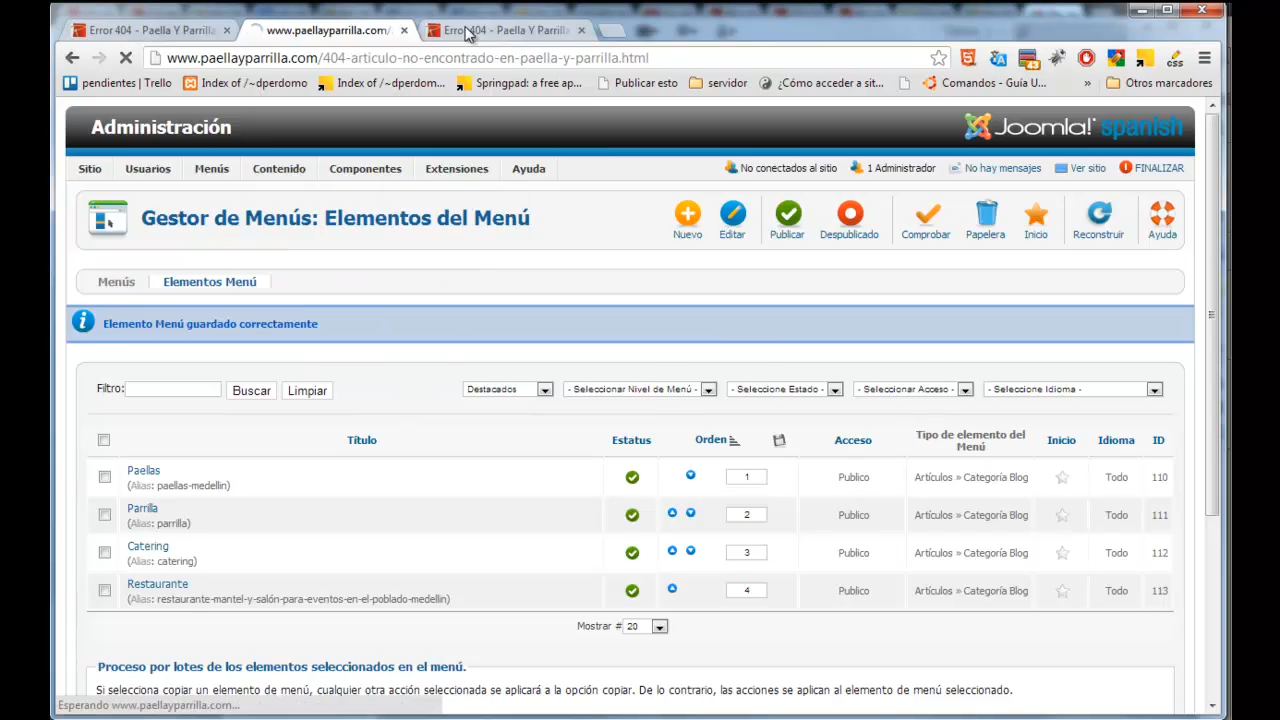 Error 404 - Paella Y Parrilla
www.paellayparrilla.com/
Error 404 - Paella Y Parrilla
www.paellayparrilla.com/404-articulo-no-encontrado-en-paella-y-parrilla.html
pendientes | Trello
Index of /~dperdomo
Index of /~dperdom...
Springpad: a free ap...
Publicar esto
servidor
¿Cómo acceder a sit...
Comandos - Guía U...
»
Otros marcadores
Administración
Joomla! spanish
Sitio
Usuarios
Menús
Contenido
Componentes
Extensiones
Ayuda
No conectados al sitio
1 Administrador
No hay mensajes
Ver sitio
FINALIZAR
Gestor de Menús: Elementos del Menú
Nuevo
Editar
Publicar
Despublicado
Comprobar
Papelera
Inicio
Reconstruir
Ayuda
Menús
Elementos Menú
Elemento Menú guardado correctamente
Filtro:
Buscar
Limpiar
Destacados
- Seleccionar Nivel de Menú -
- Seleccione Estado -
- Seleccionar Acceso -
- Seleccione Idioma -
Título
Estatus
Orden
Acceso
Tipo de elemento del
Menú
Inicio
Idioma
ID
Paellas
(Alias: paellas-medellin)
1
Publico
Artículos » Categoría Blog
Todo
110
Parrilla
(Alias: parrilla)
2
Publico
Artículos » Categoría Blog
Todo
111
Catering
(Alias: catering)
3
Publico
Artículos » Categoría Blog
Todo
112
Restaurante
(Alias: restaurante-mantel-y-salón-para-eventos-en-el-poblado-medellin)
4
Publico
Artículos » Categoría Blog
Todo
113
Mostrar # 20
Proceso por lotes de los elementos seleccionados en el menú.
Si selecciona copiar un elemento de menú, cualquier otra acción seleccionada se aplicará a la opción copiar. De lo contrario, las acciones se aplican al elemento de menú seleccionado.
Esperando www.paellayparrilla.com...